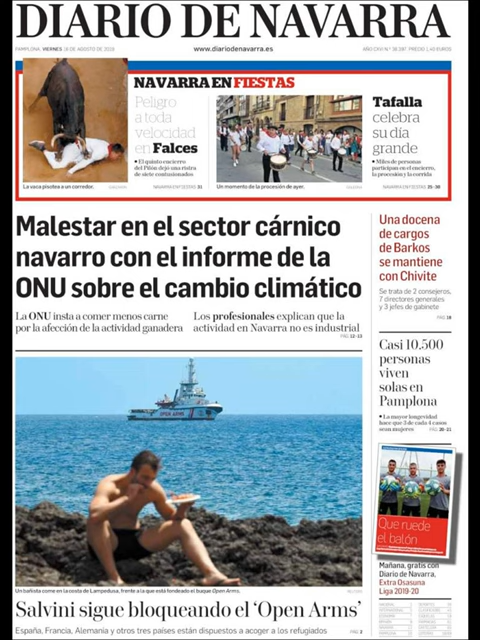 DIARIO DE NAVARRA
PAMPLONA, VIERNES, 16 DE AGOSTO DE 2019
www.diariodenavarra.es
NAVARRA EN FIESTAS
Peligro
a toda
velocidad
en Falces
● El quinto encierro
del Pilón dejó una ristra
de siete contusionados
La vaca pisotea a un corredor.
NAVARRA EN FIESTAS 31
Un momento de la procesión de ayer.
Tafalla
celebra
su día
grande
● Miles de personas
participan en el encierro,
la procesión y la corrida
Malestar en el sector cárnico
navarro con el informe de la
ONU sobre el cambio climático
La ONU insta a comer menos carne
por la afección de la actividad ganadera
Los profesionales explican que la
actividad en Navarra no es industrial
PÁG. 12-13
Una docena
de cargos
de Barkos
se mantiene
con Chivite
Se trata de 2 consejeros,
7 directores generales
y 3 jefes de gabinete
Casi 10.500
personas
viven
solas en
Pamplona
● La mayor longevidad
hace que 3 de cada 4 casos
sean mujeres
PÁG. 20-21
OPEN ARMS
Un bañista come en la costa de Lampedusa, frente a la que está fondeado el buque Open Arms.
Salvini sigue bloqueando el ‘Open Arms’
España, Francia, Alemania y otros tres países están dispuestos a acoger a los refugiados
PÁG. 2
Que ruede
el balón
Mañana, gratis con
Diario de Navarra,
Extra Osasuna
Liga 2019-20